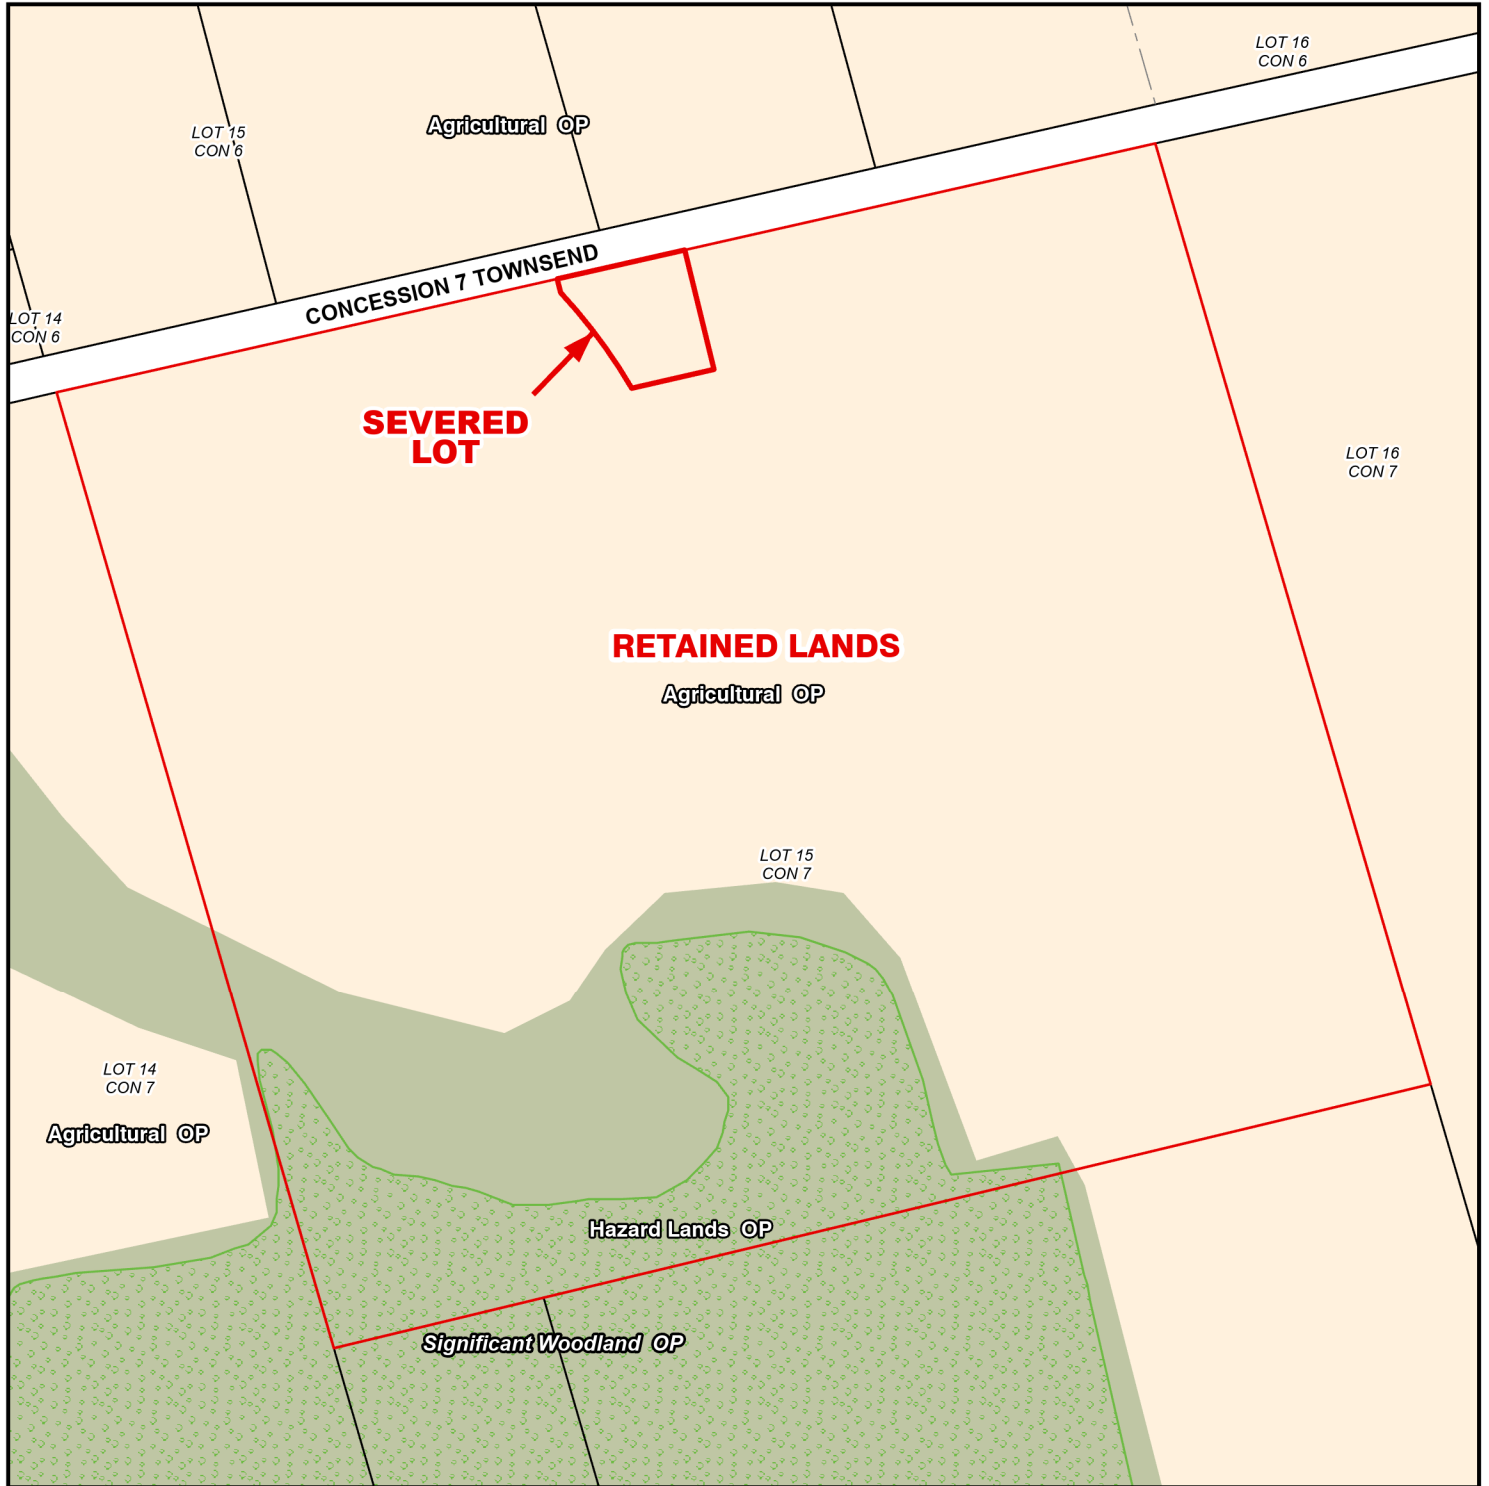 LOT 16
CON 6
LOT 15
CON 6
Agricultural OP
CONCESSION 7 TOWNSEND
LOT 14
CON 6
SEVERED
LOT
LOT 16
CON 7
RETAINED LANDS
Agricultural OP
LOT 15
CON 7
LOT 14
CON 7
Agricultural OP
Hazard Lands OP
Significant Woodland OP